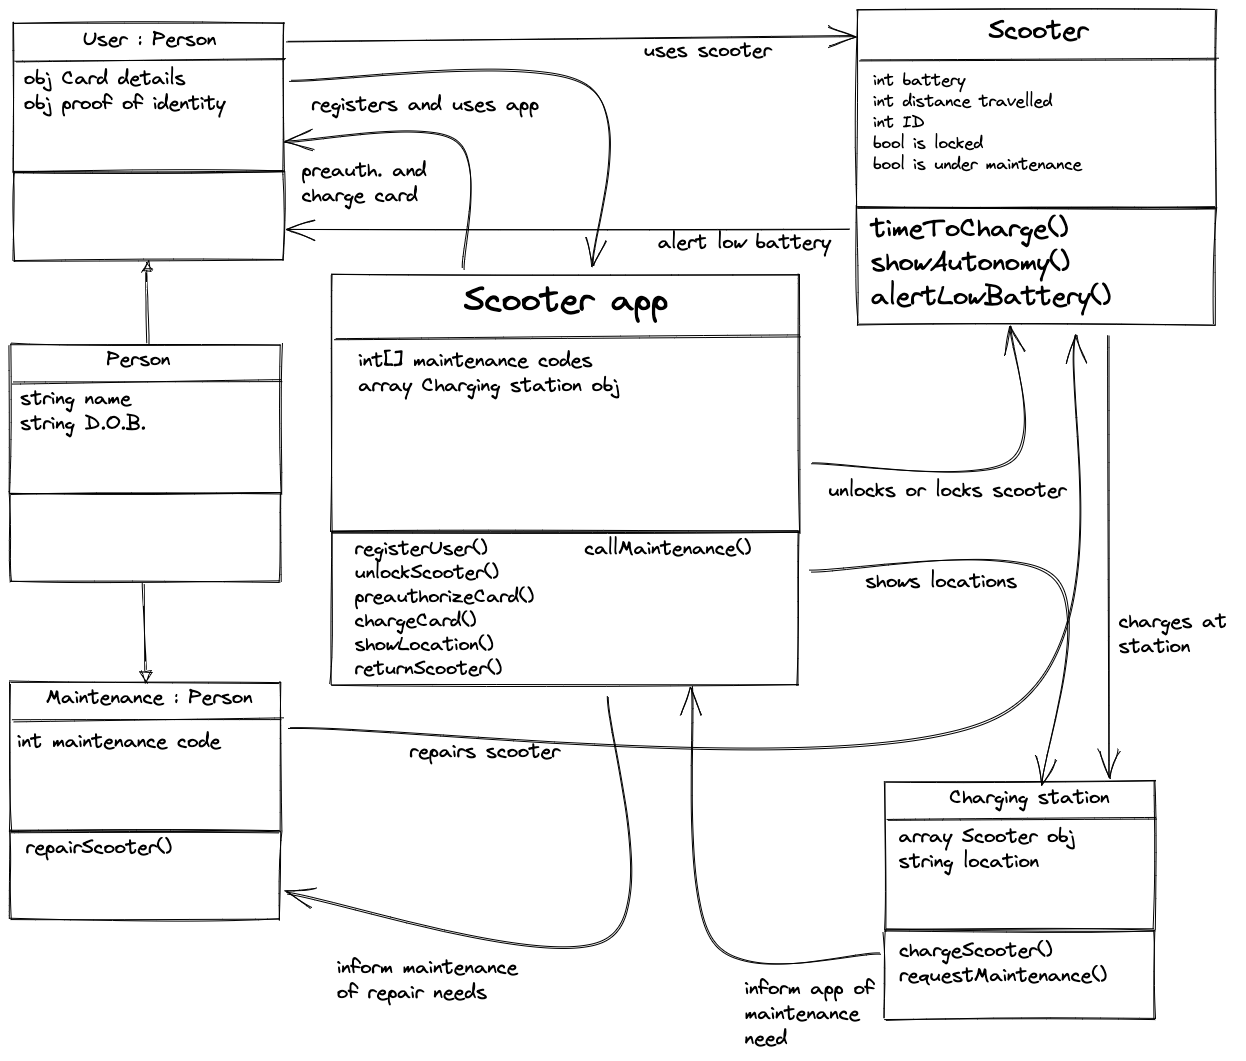 User : Person
obj Card details
obj proof of identity
uses scooter
registers and uses app
preauth. and
charge card
alert low battery
Scooter
int battery
int distance travelled
int ID
bool is locked
bool is under maintenance
timeToCharge()
showAutonomy()
alertLowBattery()
Person
string name
string D.O.B.
Scooter app
int[] maintenance codes
array Charging station obj
registerUser()
unlockScooter()
preauthorizeCard()
chargeCard()
showLocation()
returnScooter()
callMaintenance()
unlocks or locks scooter
shows locations
charges at
station
Maintenance : Person
int maintenance code
repairScooter()
repairs scooter
Charging station
array Scooter obj
string location
chargeScooter()
requestMaintenance()
inform maintenance
of repair needs
inform app of
maintenance
need